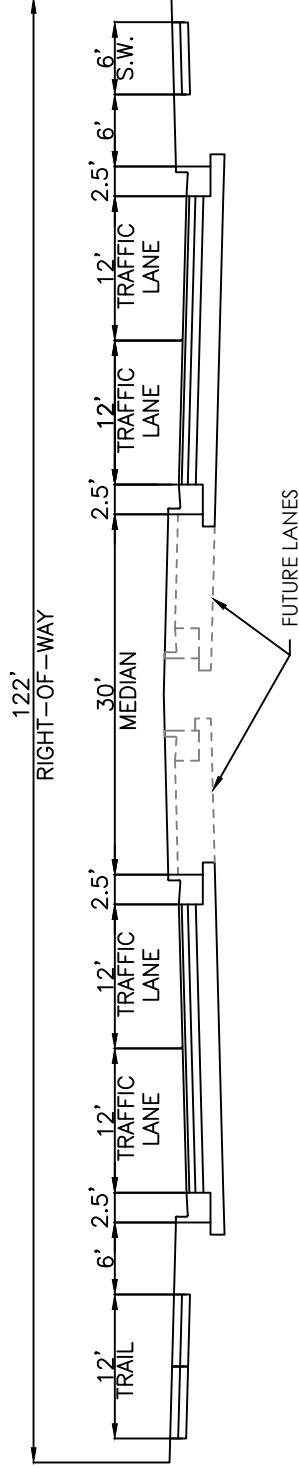 122'
RIGHT-OF-WAY
12'
TRAIL
6'
2.5'
12'
TRAFFIC
LANE
12'
TRAFFIC
LANE
2.5'
30'
MEDIAN
2.5'
12'
TRAFFIC
LANE
12'
TRAFFIC
LANE
2.5'
6'
6'
S.W.
FUTURE LANES